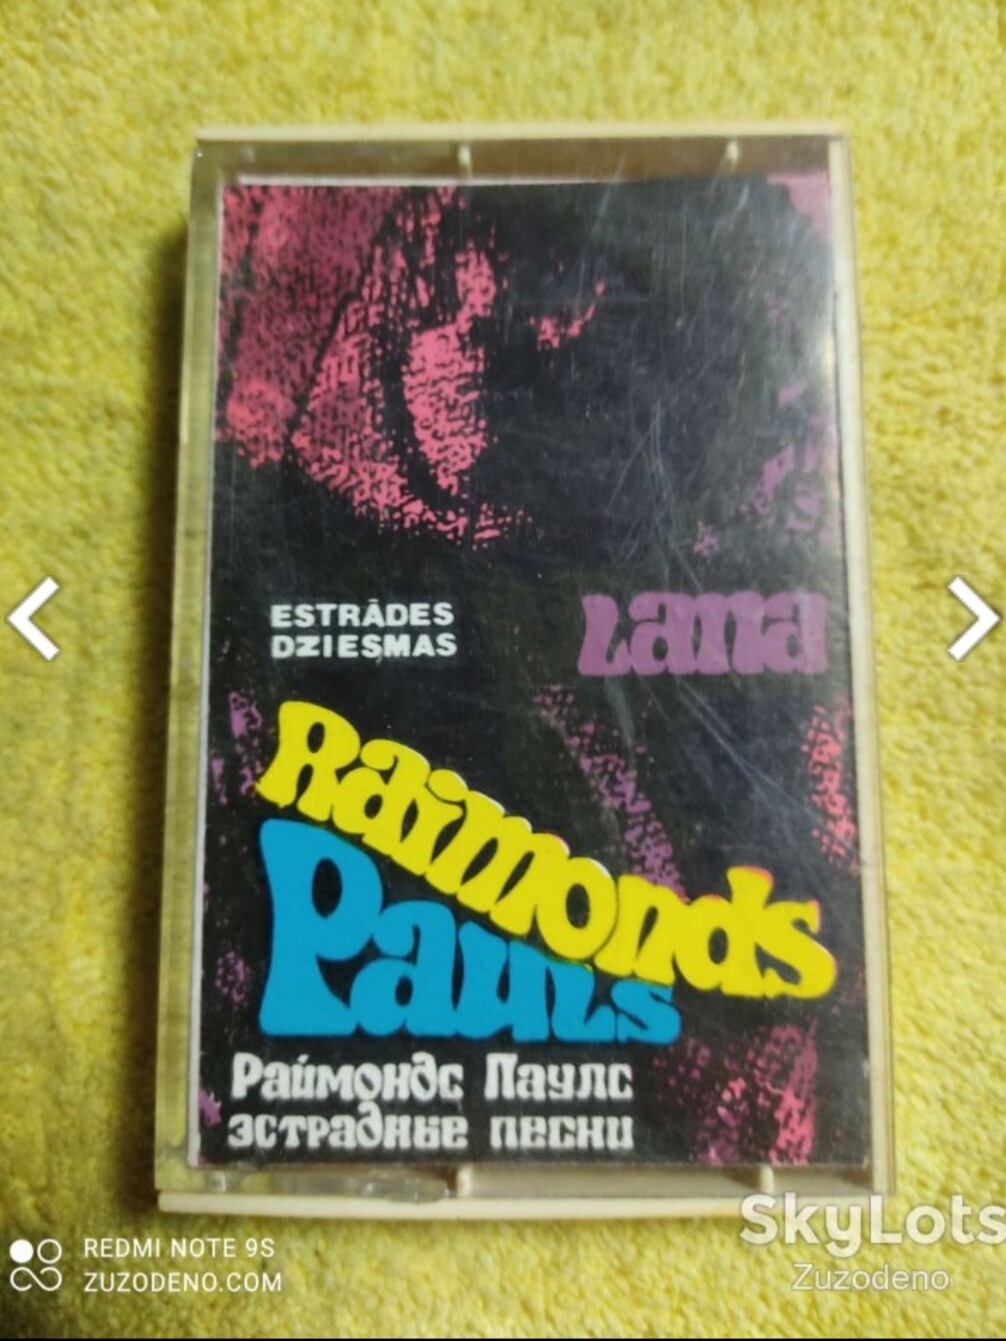 ESTRĀDES
DZIESMAS
Lana
Raimonds
Pauls
Раймондс Паулс
эстрадные песни
SkyLots
Zuzodeno
REDMI NOTE 9S
ZUZODENO.COM